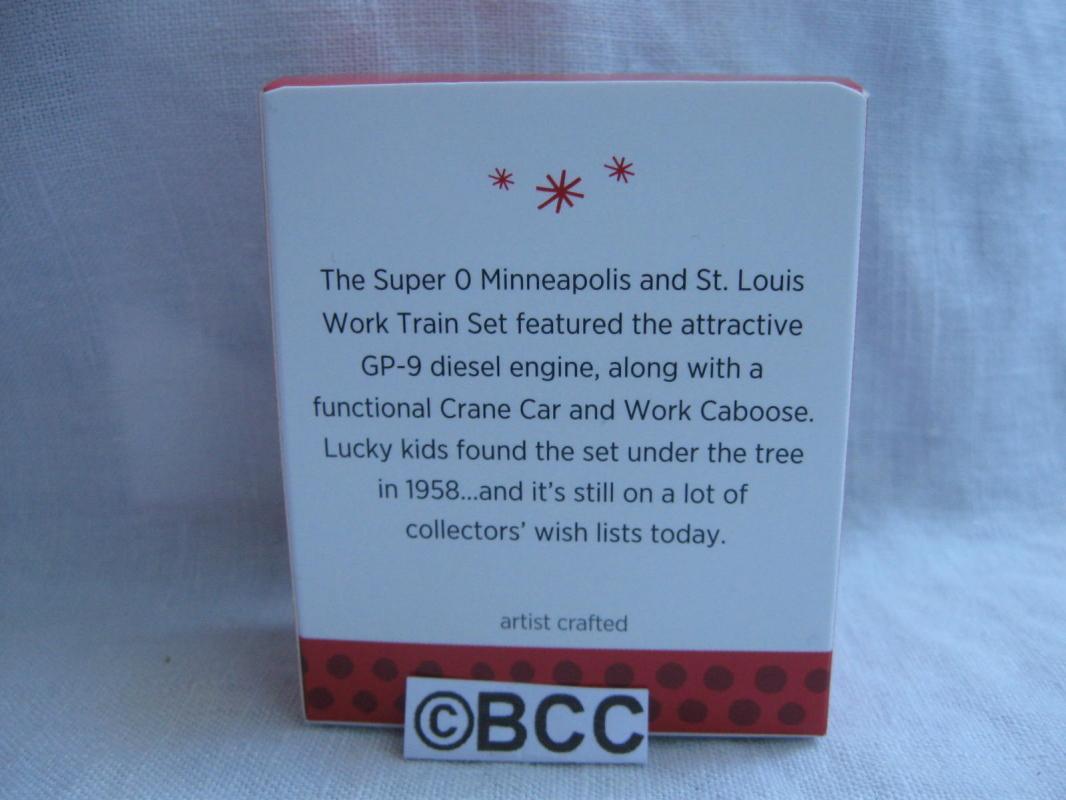 The Super O Minneapolis and St. Louis
Work Train Set featured the attractive
GP-9 diesel engine, along with a
functional Crane Car and Work Caboose.
Lucky kids found the set under the tree
in 1958...and it's still on a lot of
collectors' wish lists today.
artist crafted
©BCC